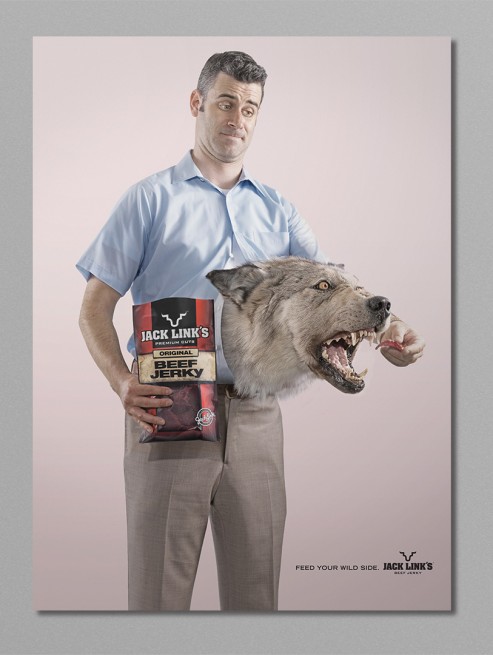 JACK LINK'S
PREMIUM CUTS
ORIGINAL
BEEF
JERKY
FEED YOUR WILD SIDE.
JACK LINK'S
BEEF JERKY